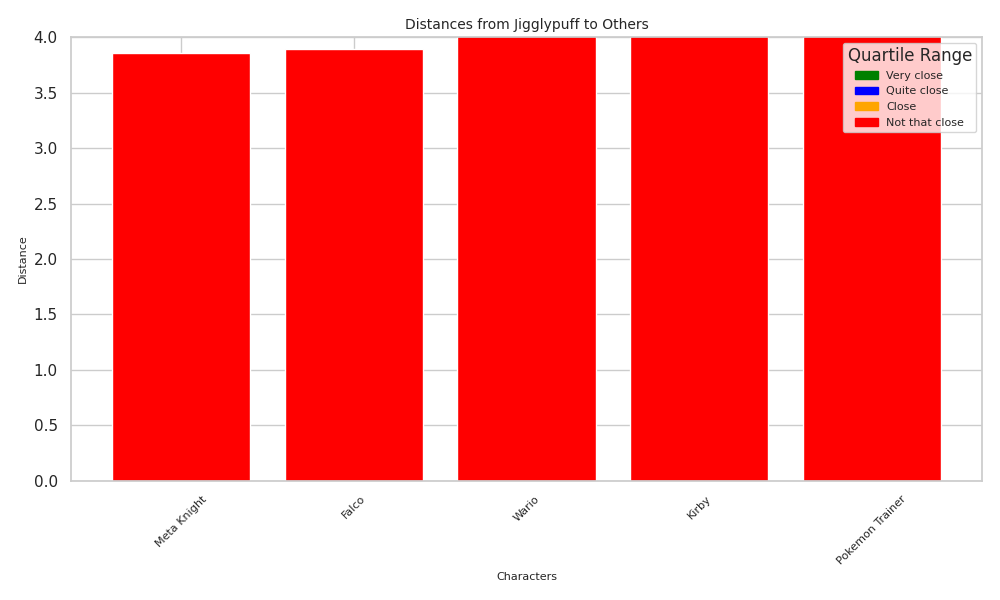 Distances from Jigglypuff to Others
4.0
3.5
3.0
2.5
2.0
1.5
1.0
0.5
0.0
Distance
Quartile Range
Very close
Quite close
Close
Not that close
Meta Knight
Falco
Wario
Kirby
Pokemon Trainer
Characters